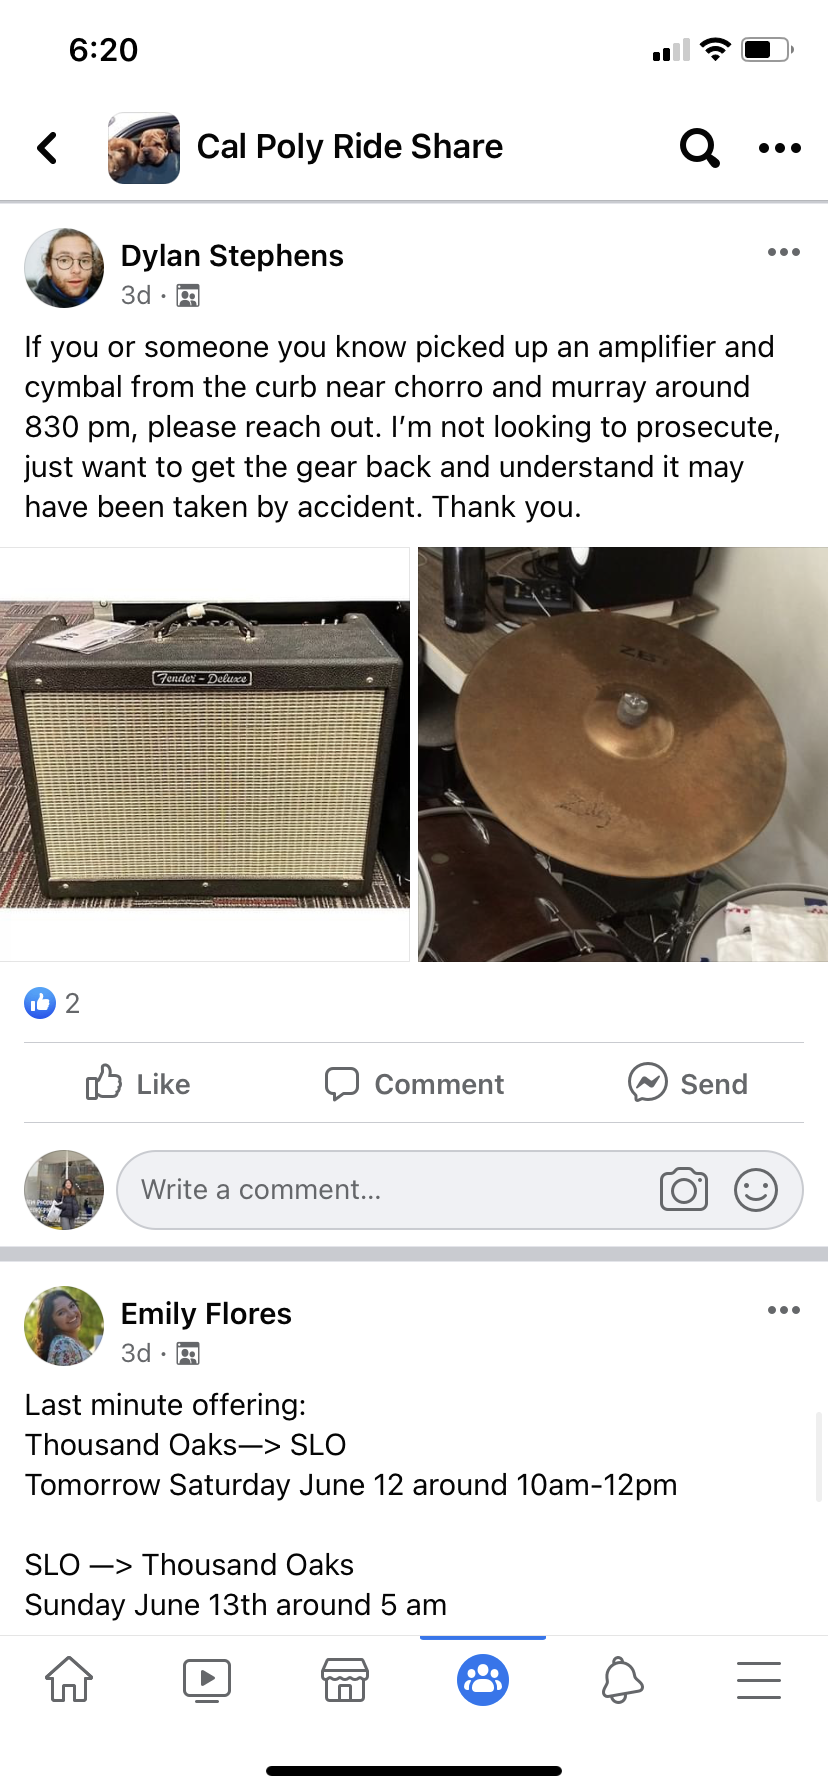 6:20
Cal Poly Ride Share
Dylan Stephens
3d ·
If you or someone you know picked up an amplifier and
cymbal from the curb near chorro and murray around
830 pm, please reach out. I’m not looking to prosecute,
just want to get the gear back and understand it may
have been taken by accident. Thank you.
Fender - Deluxe
ZBT
2
Like
Comment
Send
Write a comment...
Emily Flores
3d ·
Last minute offering:
Thousand Oaks—> SLO
Tomorrow Saturday June 12 around 10am-12pm
SLO —> Thousand Oaks
Sunday June 13th around 5 am